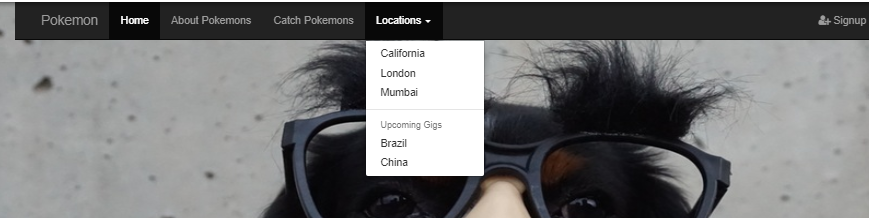 Pokemon Home About Pokemons Catch Pokemons Locations Signup
California
London
Mumbai
Upcoming Gigs
Brazil
China